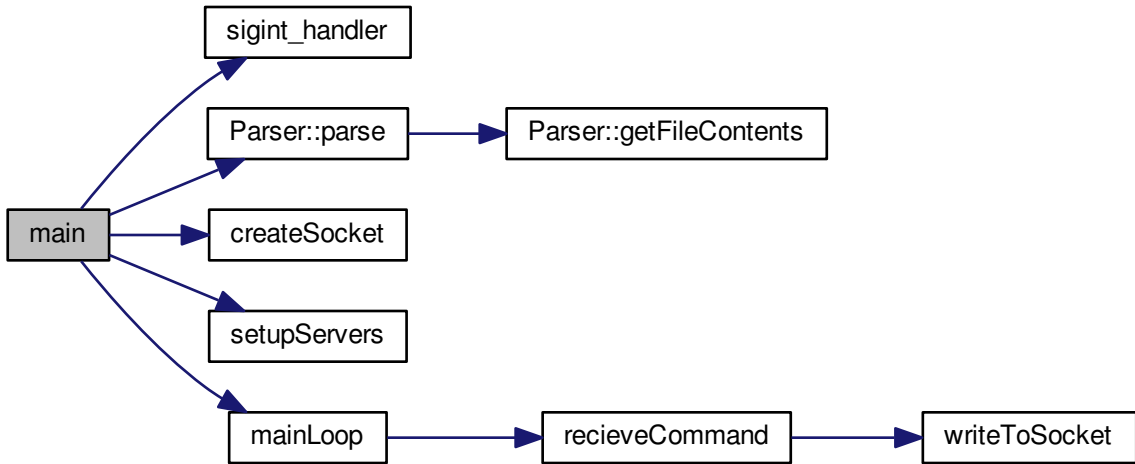 sigint_handler
Parser::parse
Parser::getFileContents
main
createSocket
setupServers
mainLoop
recieveCommand
writeToSocket